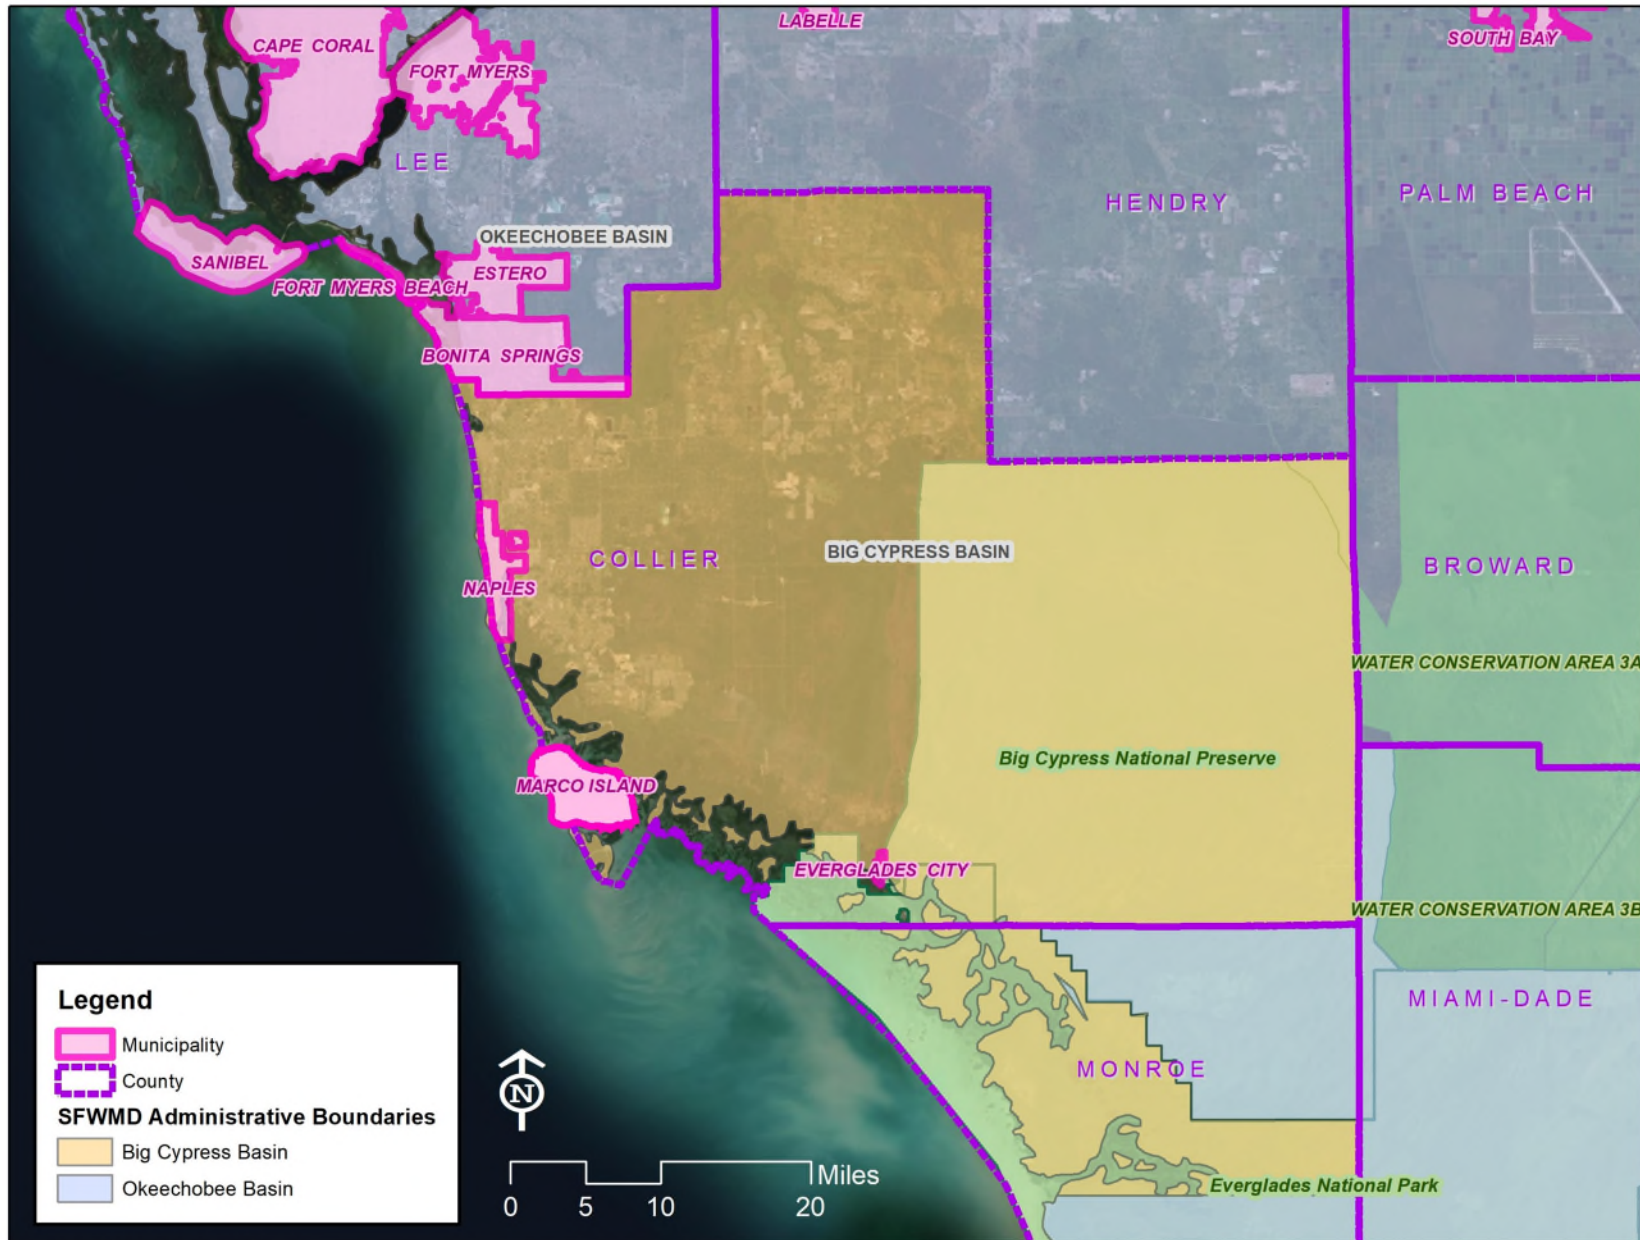 LABELLE
SOUTH BAY
CAPE CORAL
FORT MYERS
LEE
HENDRY
PALM BEACH
OKEECHOBEE BASIN
SANIBEL
ESTERO
FORT MYERS BEACH
BONITA SPRINGS
COLLIER
BIG CYPRESS BASIN
BROWARD
NAPLES
WATER CONSERVATION AREA 3A
Big Cypress National Preserve
MARCO ISLAND
EVERGLADES CITY
WATER CONSERVATION AREA 3B
MIAMI-DADE
MONROE
Everglades National Park
Legend
Municipality
County
SFWMD Administrative Boundaries
Big Cypress Basin
Okeechobee Basin
N
Miles
0 5 10 20